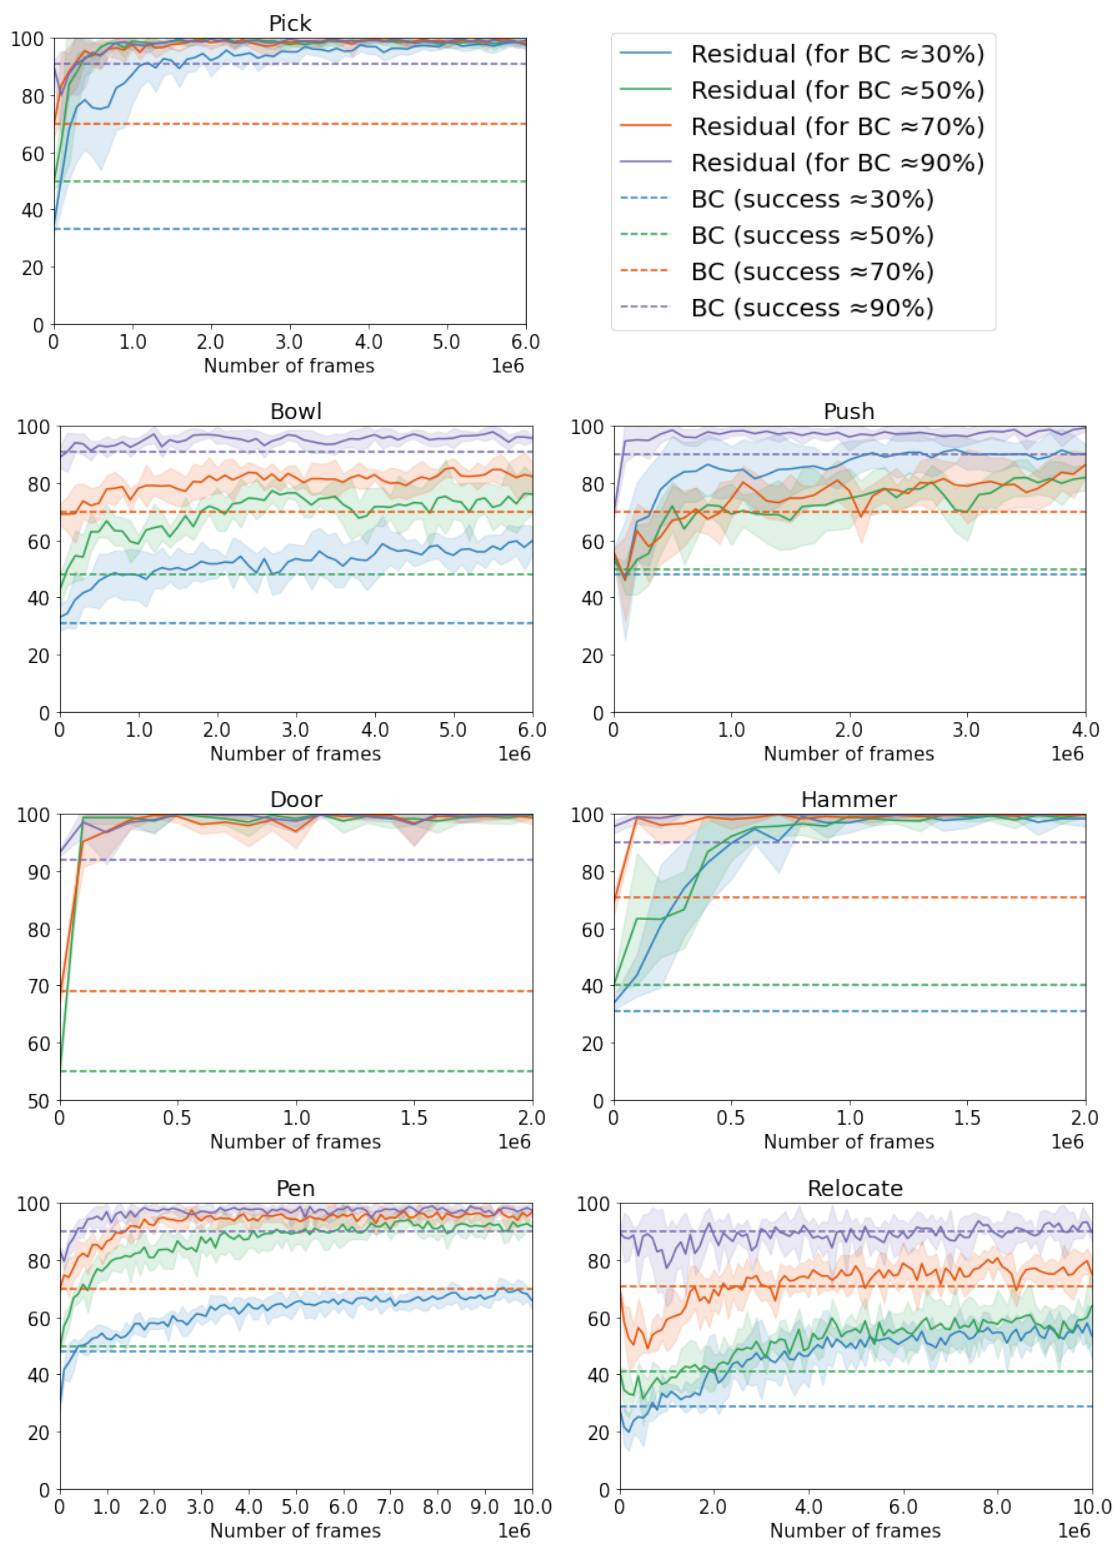 Pick
100
80
60
40
20
0
0 1.0 2.0 3.0 4.0 5.0 6.0
Number of frames 1e6
Residual (for BC ≈30%)
Residual (for BC ≈50%)
Residual (for BC ≈70%)
Residual (for BC ≈90%)
BC (success ≈30%)
BC (success ≈50%)
BC (success ≈70%)
BC (success ≈90%)
Bowl
100
80
60
40
20
0
0 1.0 2.0 3.0 4.0 5.0 6.0
Number of frames 1e6
Push
100
80
60
40
20
0
0 1.0 2.0 3.0 4.0
Number of frames 1e6
Door
100
90
80
70
60
50
0 0.5 1.0 1.5 2.0
Number of frames 1e6
Hammer
100
80
60
40
20
0
0 0.5 1.0 1.5 2.0
Number of frames 1e6
Pen
100
80
60
40
20
0
0 1.0 2.0 3.0 4.0 5.0 6.0 7.0 8.0 9.0 10.0
Number of frames 1e6
Relocate
100
80
60
40
20
0
0 2.0 4.0 6.0 8.0 10.0
Number of frames 1e6